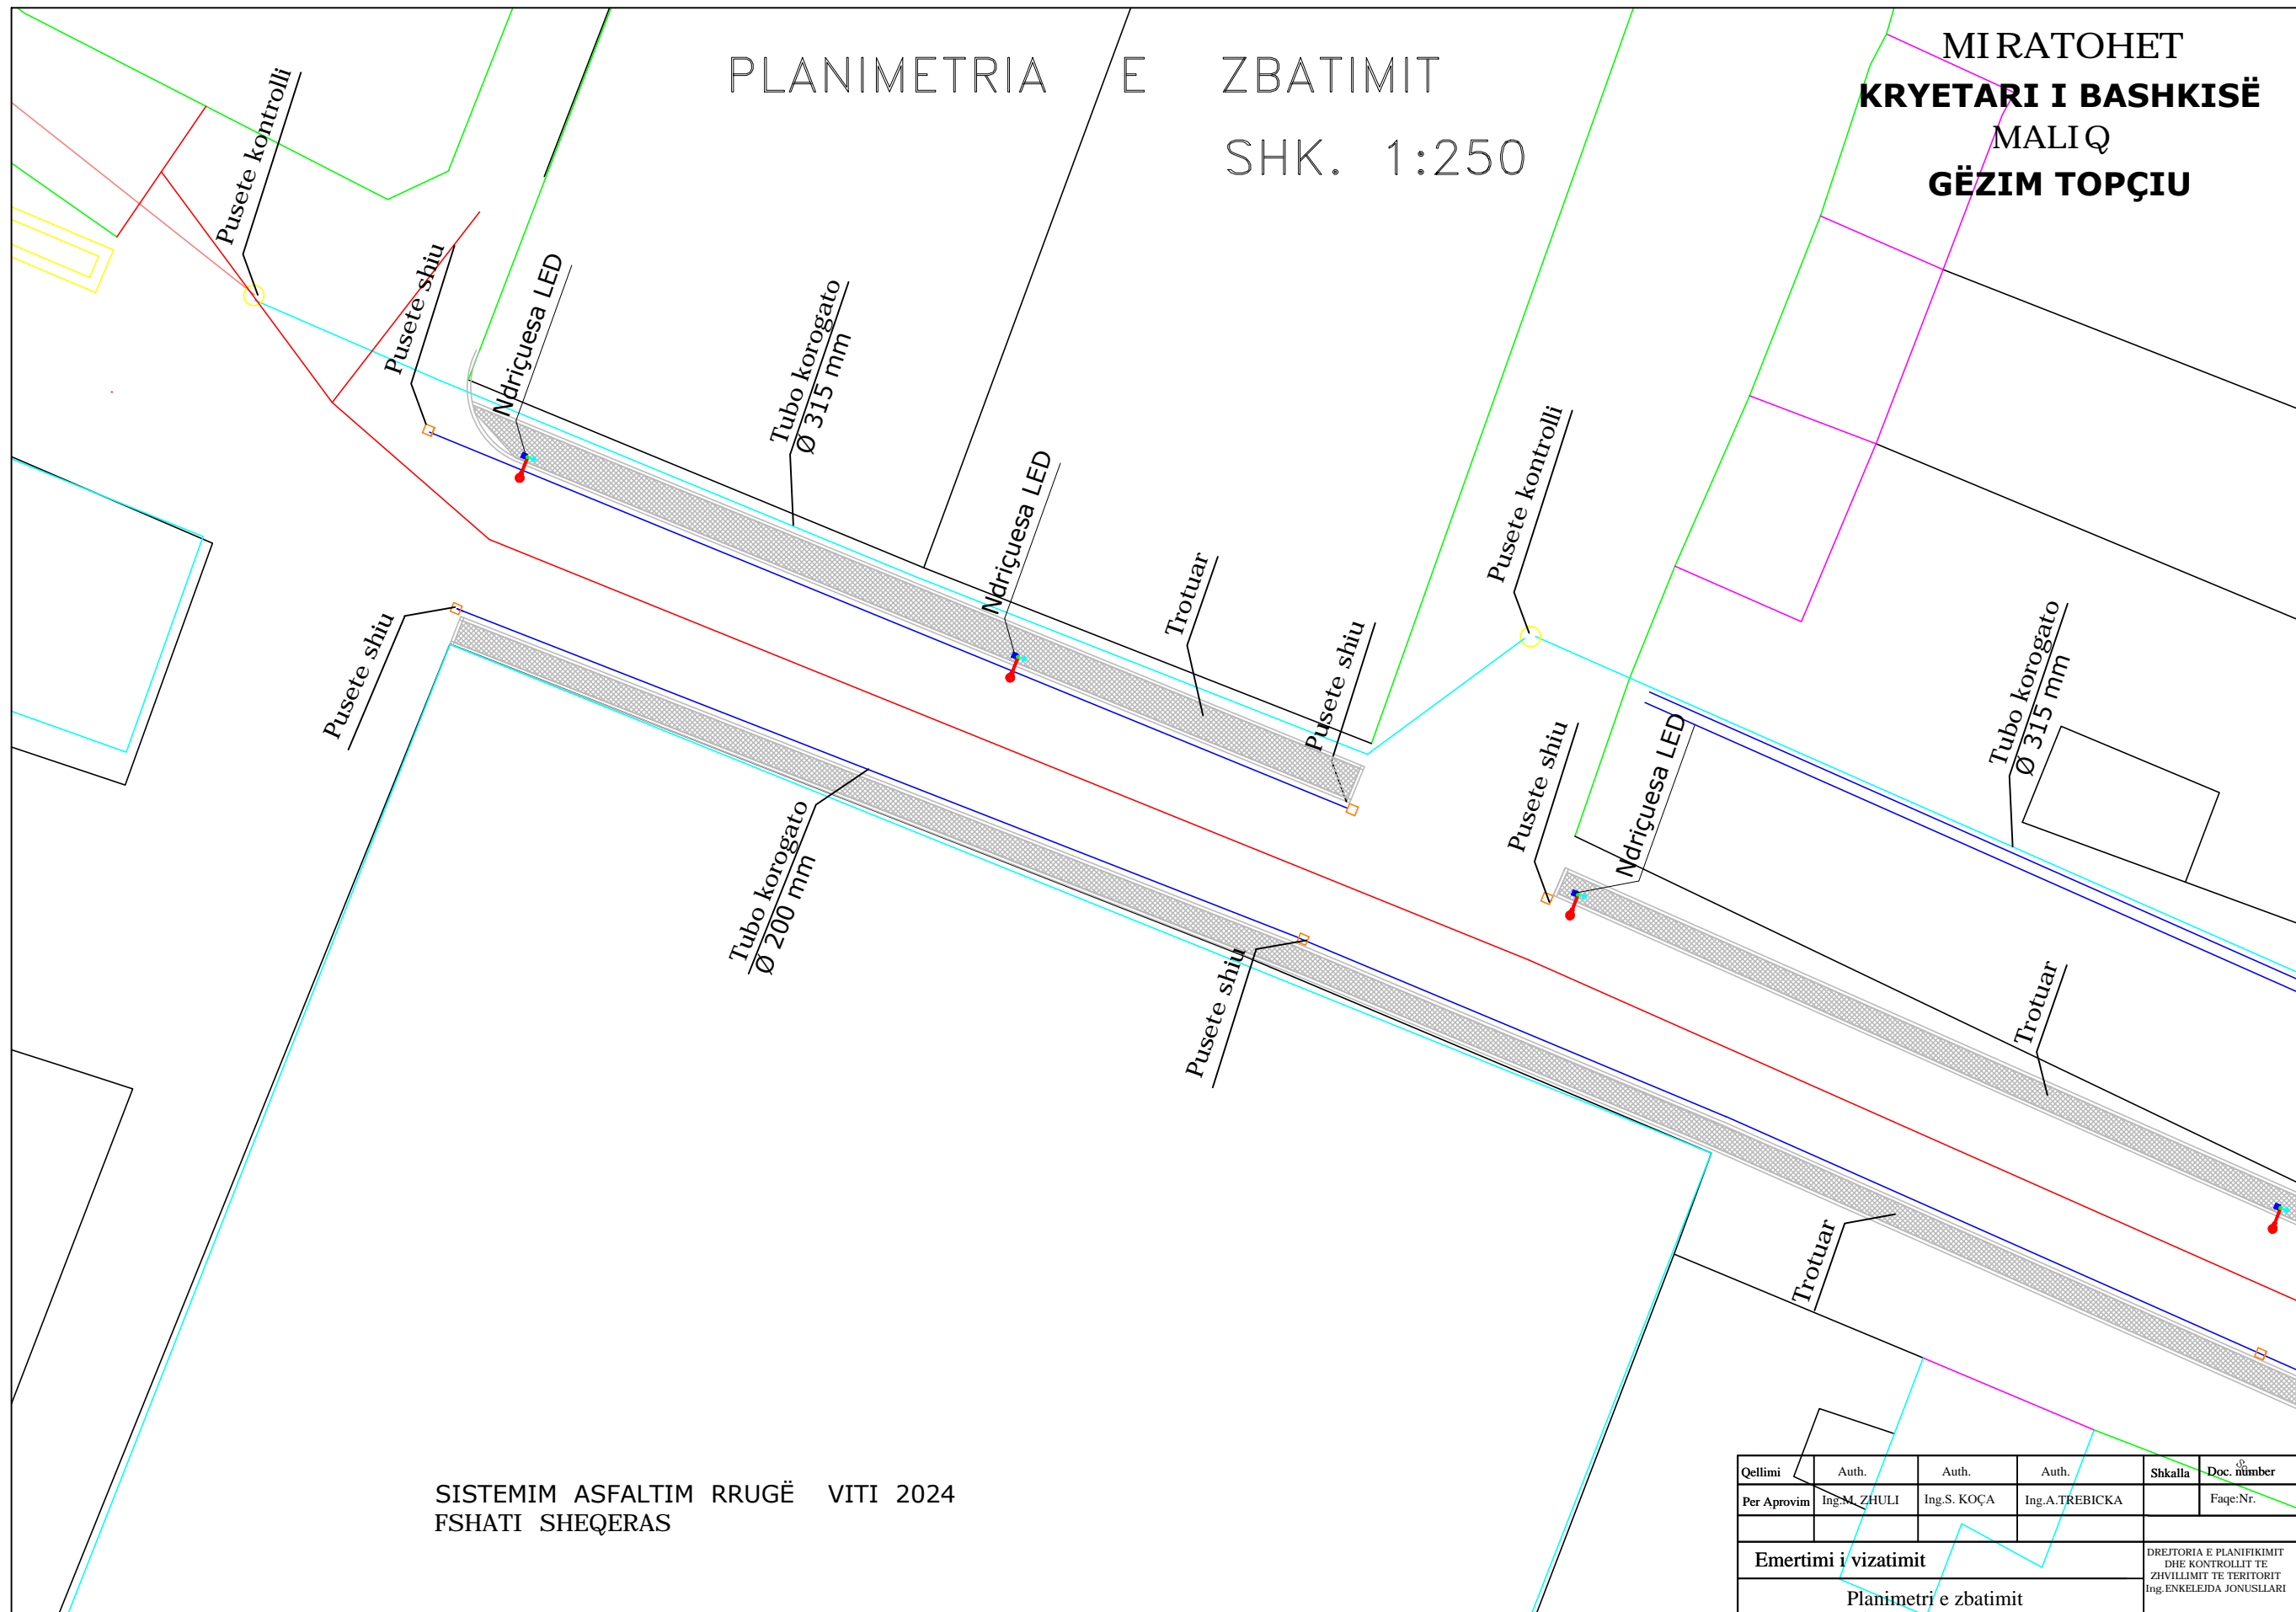 PLANIMETRIA E ZBATIMIT
SHK. 1:250
MIRATOHET
KRYETARI I BASHKISË
MALIQ
GËZIM TOPÇIU
Pusete kontrolli
Pusete shiu
Ndriçuesa LED
Tubo korogato
Ø 315 mm
Ndriçuesa LED
Trotuar
Pusete shiu
Pusete kontrolli
Pusete shiu
Ndriçuesa LED
Tubo korogato
Ø 315 mm
Pusete shiu
Tubo korogato
Ø 200 mm
Pusete shiu
Trotuar
Trotuar
SISTEMIM ASFALTIM RRUGË VITI 2024
FSHATI SHEQERAS
Qellimi Auth. Auth. Auth. Shkalla Doc. number
Per Aprovim Ing.M. ZHULI Ing.S. KOÇA Ing.A.TREBICKA Faqe:Nr.
Emertimi i vizatimit
Planimetri e zbatimit
DREJTORIA E PLANIFIKIMIT
DHE KONTROLLIT TE
ZHVILLIMIT TE TERITORIT
Ing.ENKELEJDA JONUSLLARI